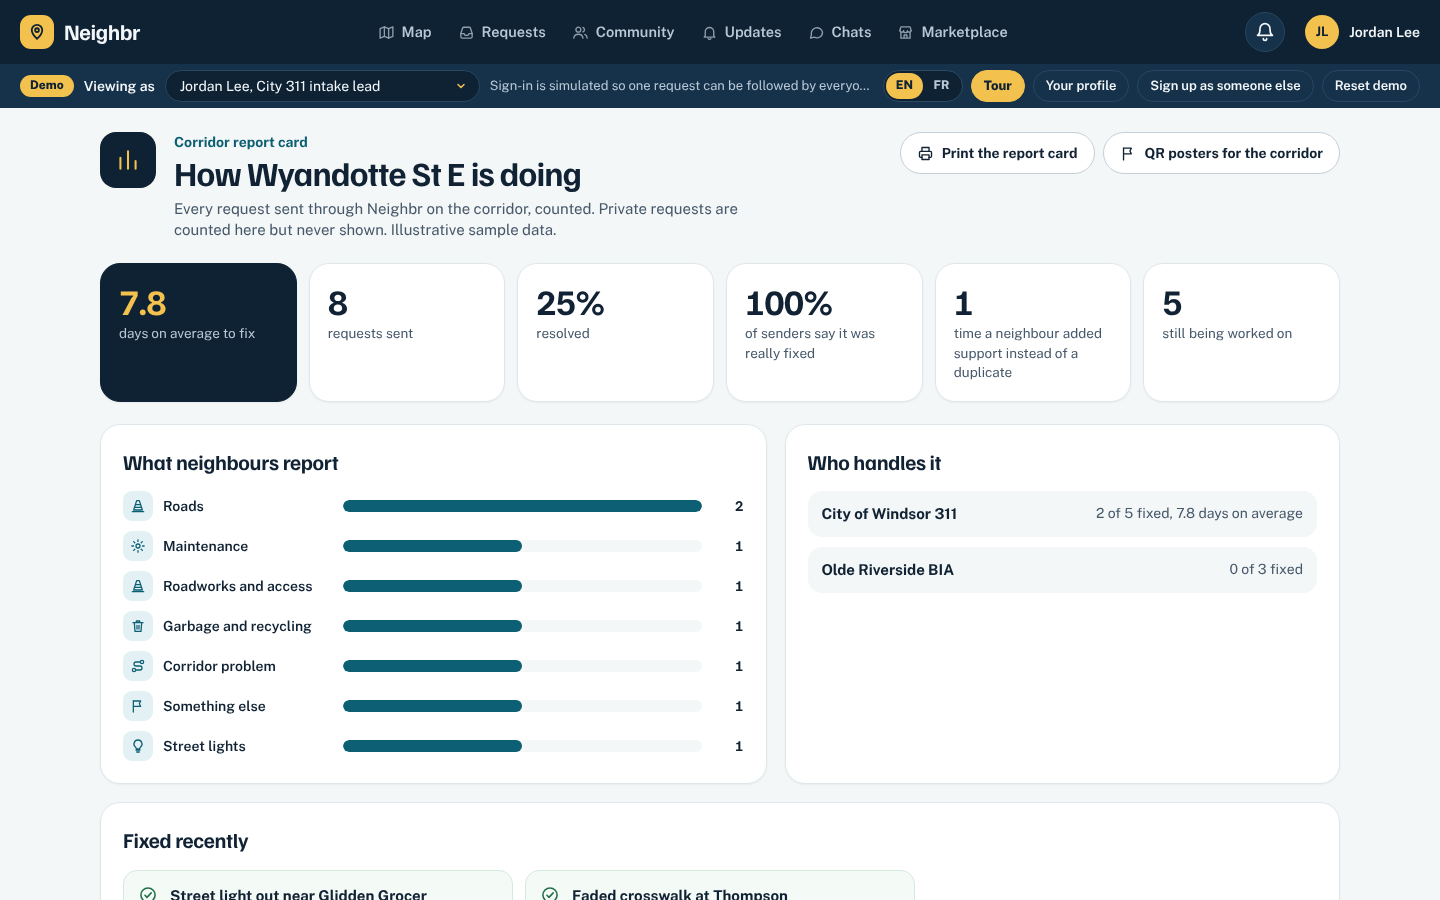 Neighbr
Map
Requests
Community
Updates
Chats
Marketplace
JL
Jordan Lee
Demo
Viewing as
Jordan Lee, City 311 intake lead
Sign-in is simulated so one request can be followed by everyo...
EN
FR
Tour
Your profile
Sign up as someone else
Reset demo
Corridor report card
How Wyandotte St E is doing
Every request sent through Neighbr on the corridor, counted. Private requests are
counted here but never shown. Illustrative sample data.
Print the report card
QR posters for the corridor
7.8
days on average to fix
8
requests sent
25%
resolved
100%
of senders say it was
really fixed
1
time a neighbour added
support instead of a
duplicate
5
still being worked on
What neighbours report
Roads 2
Maintenance 1
Roadworks and access 1
Garbage and recycling 1
Corridor problem 1
Something else 1
Street lights 1
Who handles it
City of Windsor 311 2 of 5 fixed, 7.8 days on average
Olde Riverside BIA 0 of 3 fixed
Fixed recently
Street light out near Glidden Grocer
Faded crosswalk at Thompson